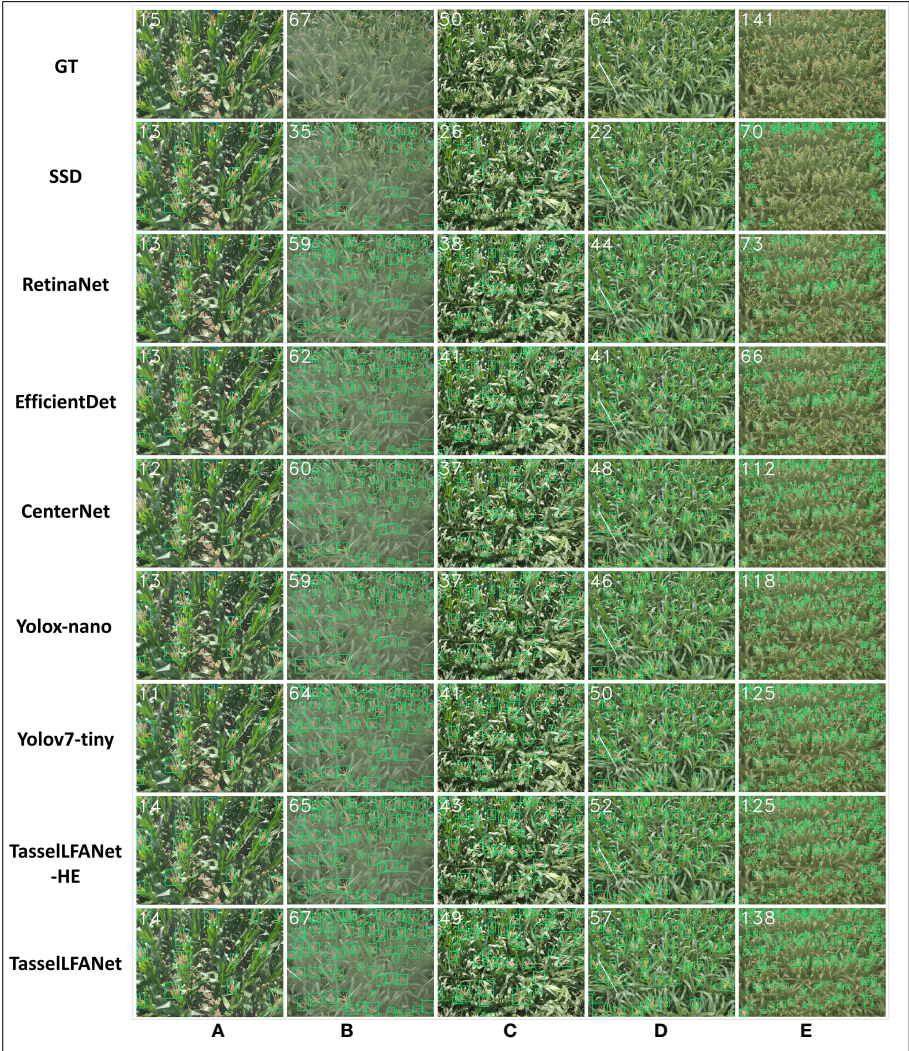 GT 15 67 50 64 141
SSD 13 35 26 22 70
RetinaNet 13 59 38 44 73
EfficientDet 13 62 41 41 66
CenterNet 12 60 37 48 112
Yolox-nano 13 59 37 46 118
Yolov7-tiny 11 64 41 50 125
TasselLFANet 14 65 43 52 125
-HE
TasselLFANet 14 67 49 57 138
A B C D E